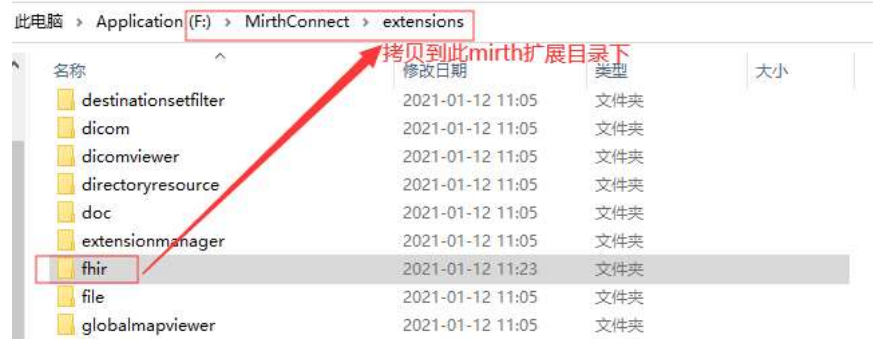 此电脑 > Application (F:) > MirthConnect > extensions
拷贝到此mirth扩展目录下
名称 修改日期 类型 大小
destinationsetfilter 2021-01-12 11:05 文件夹
dicom 2021-01-12 11:05 文件夹
dicomviewer 2021-01-12 11:05 文件夹
directoryresource 2021-01-12 11:05 文件夹
doc 2021-01-12 11:05 文件夹
extensionmanager 2021-01-12 11:05 文件夹
fhir 2021-01-12 11:23 文件夹
file 2021-01-12 11:05 文件夹
globalmapviewer 2021-01-12 11:05 文件夹